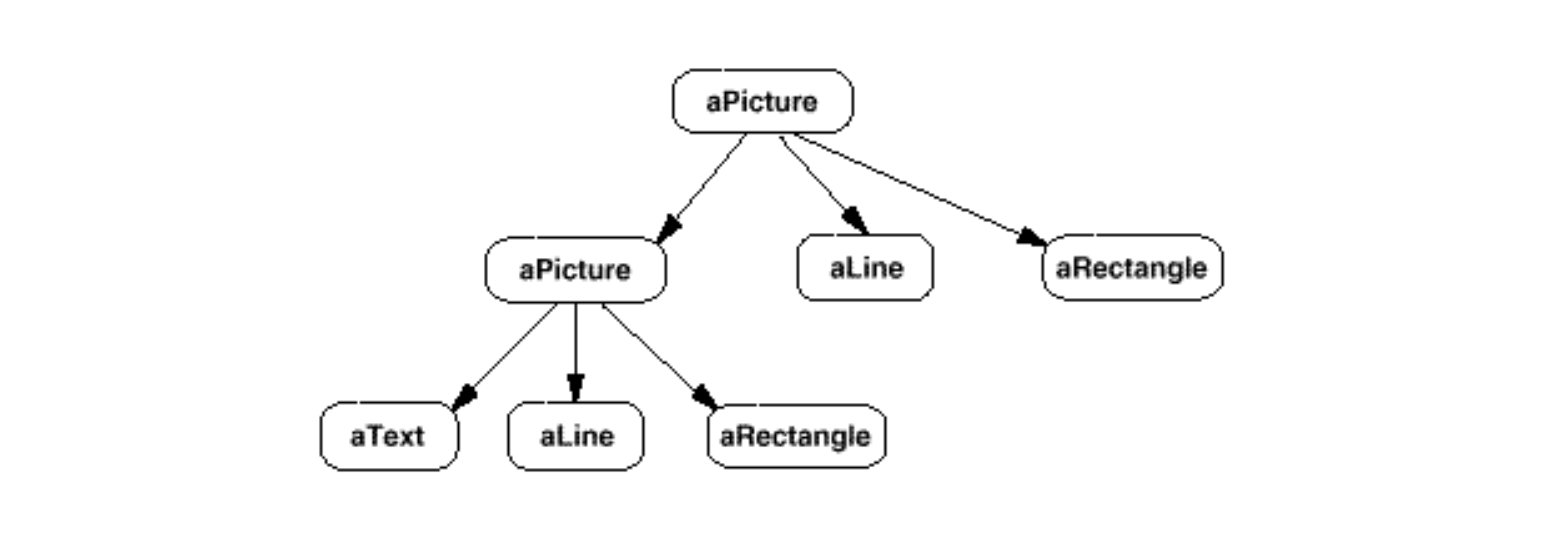 aPicture
aPicture
aLine
aRectangle
aText
aLine
aRectangle